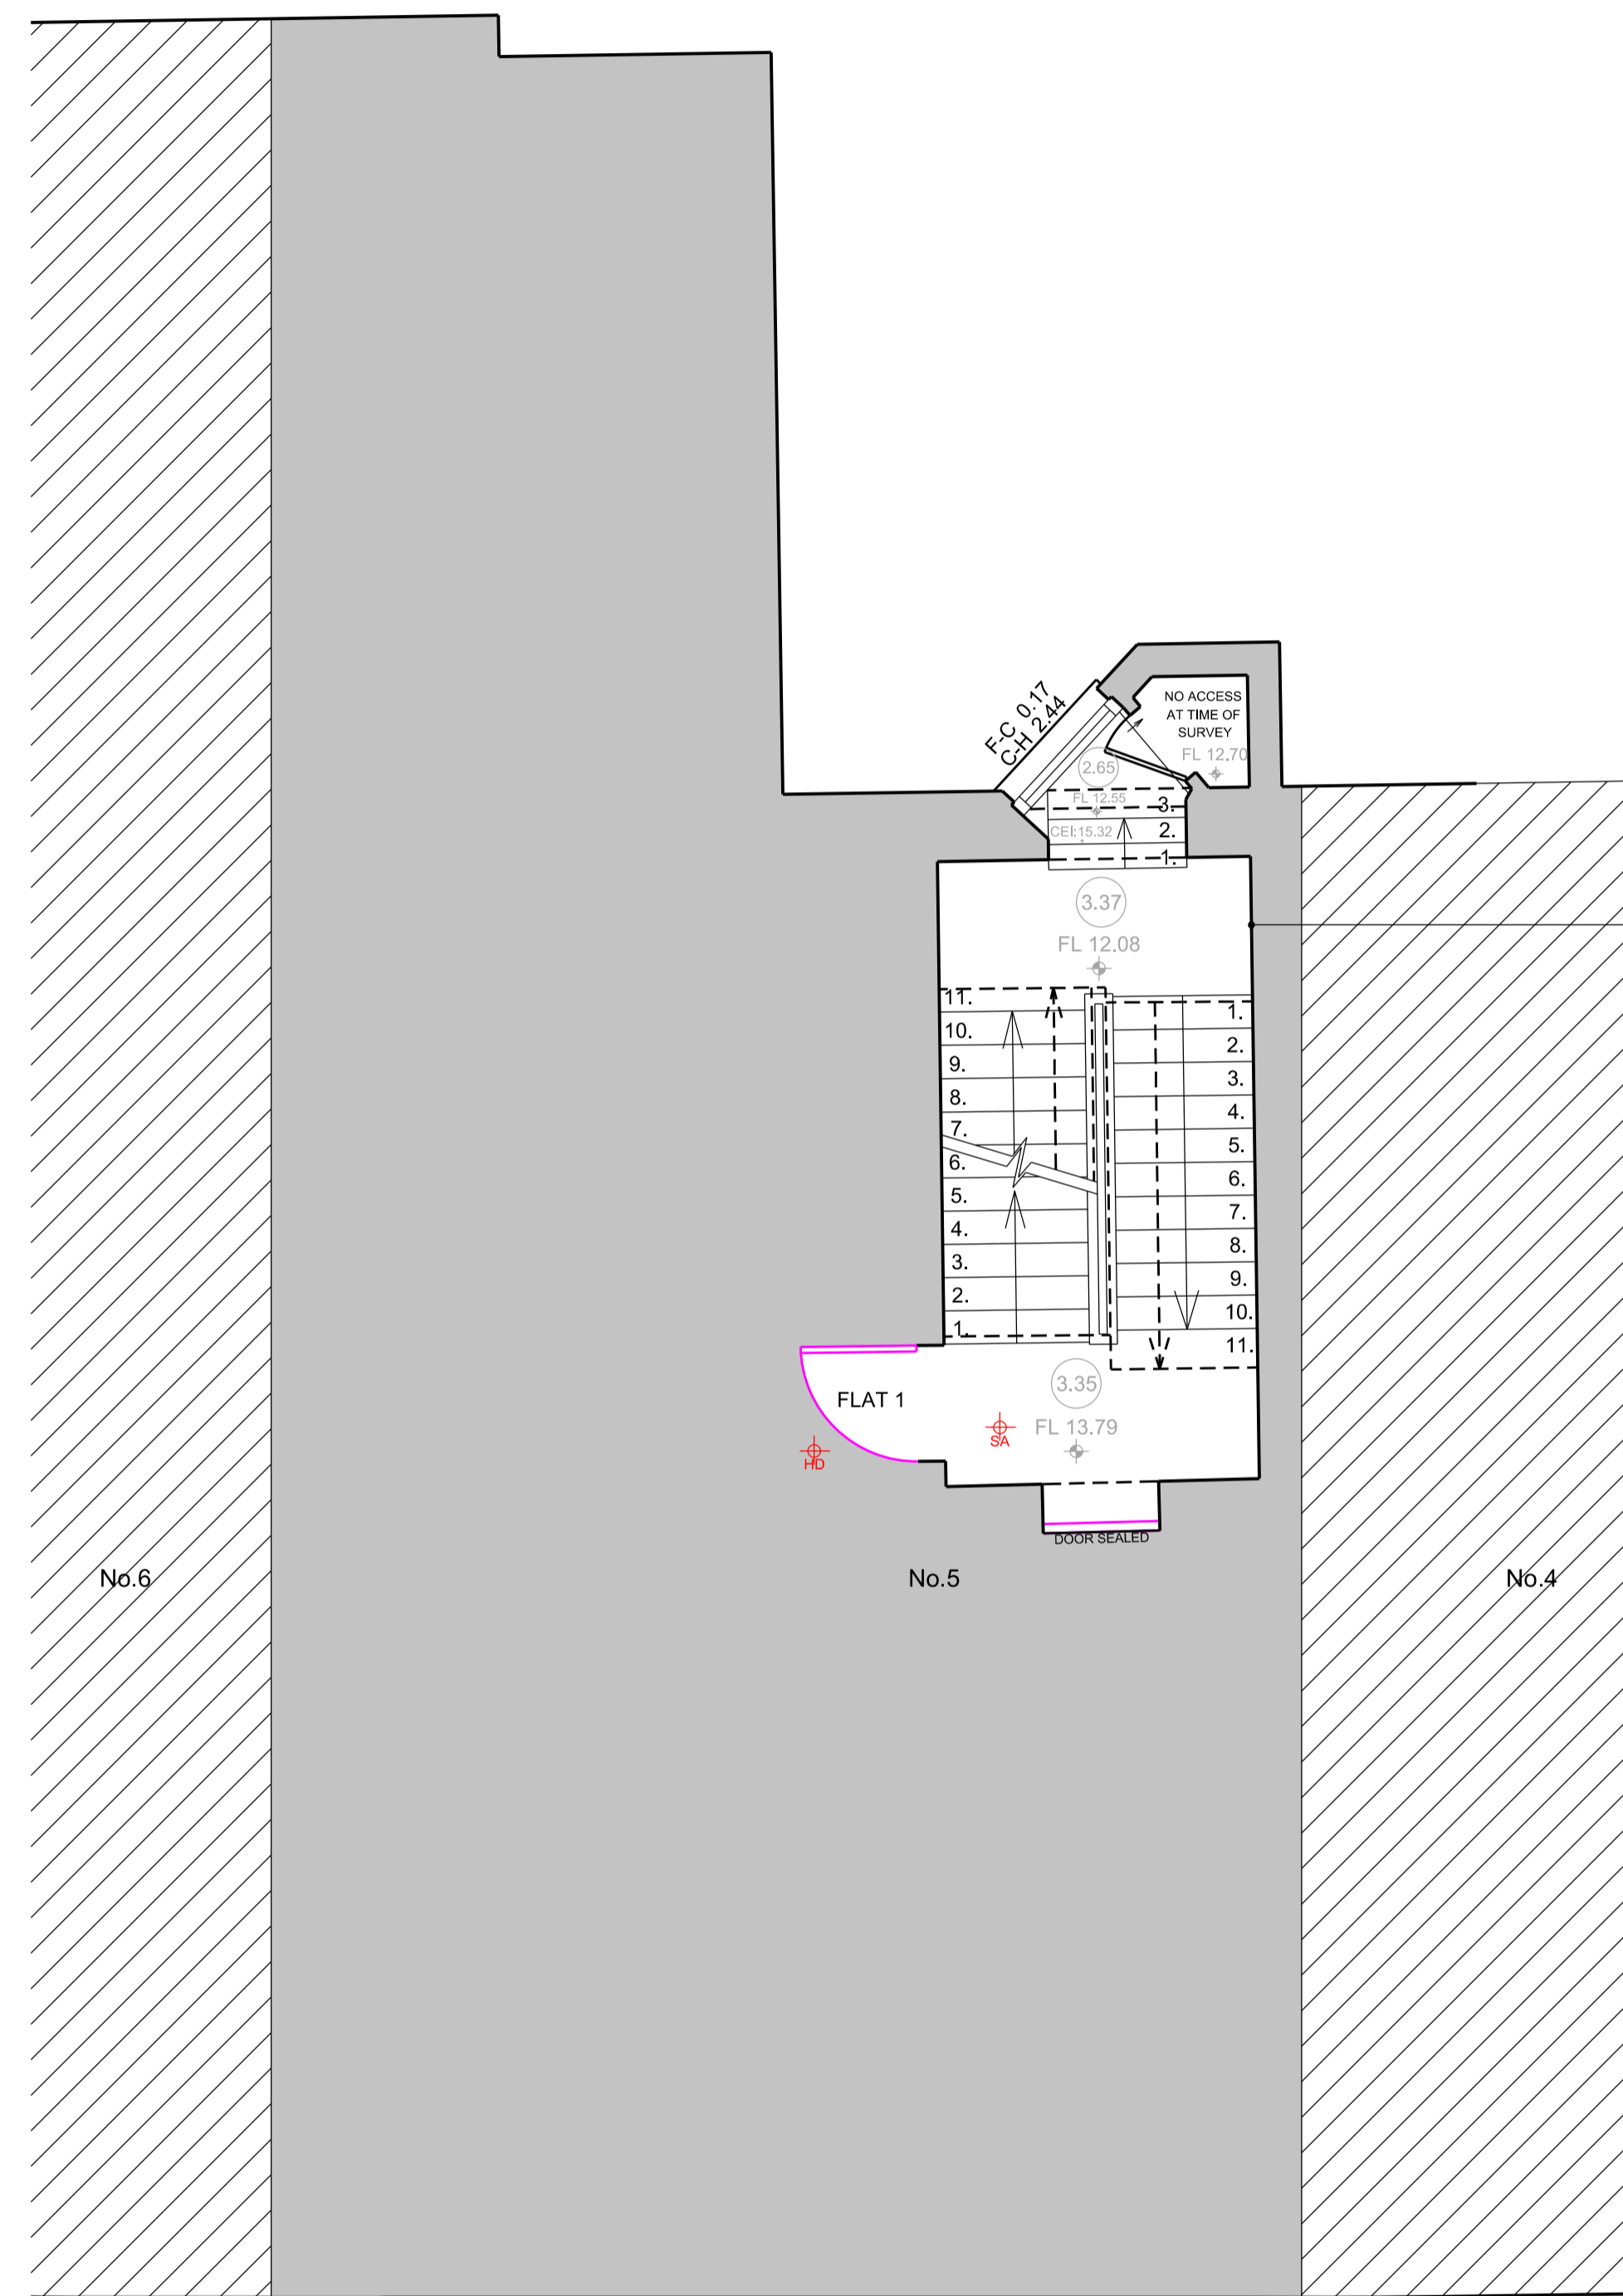 F-C 0.17
C-H 2.44
NO ACCESS
AT TIME OF
SURVEY
FL 12.70
2.65
FL 12.55
CEI:15.32
3.
2.
1.
3.37
FL 12.08
11.
10.
9.
8.
7.
6.
5.
4.
3.
2.
1.
1.
2.
3.
4.
5.
6.
7.
8.
9.
10.
11.
FLAT 1
HD
SA
3.35
FL 13.79
DOOR SEALED
No.6
No.5
No.4